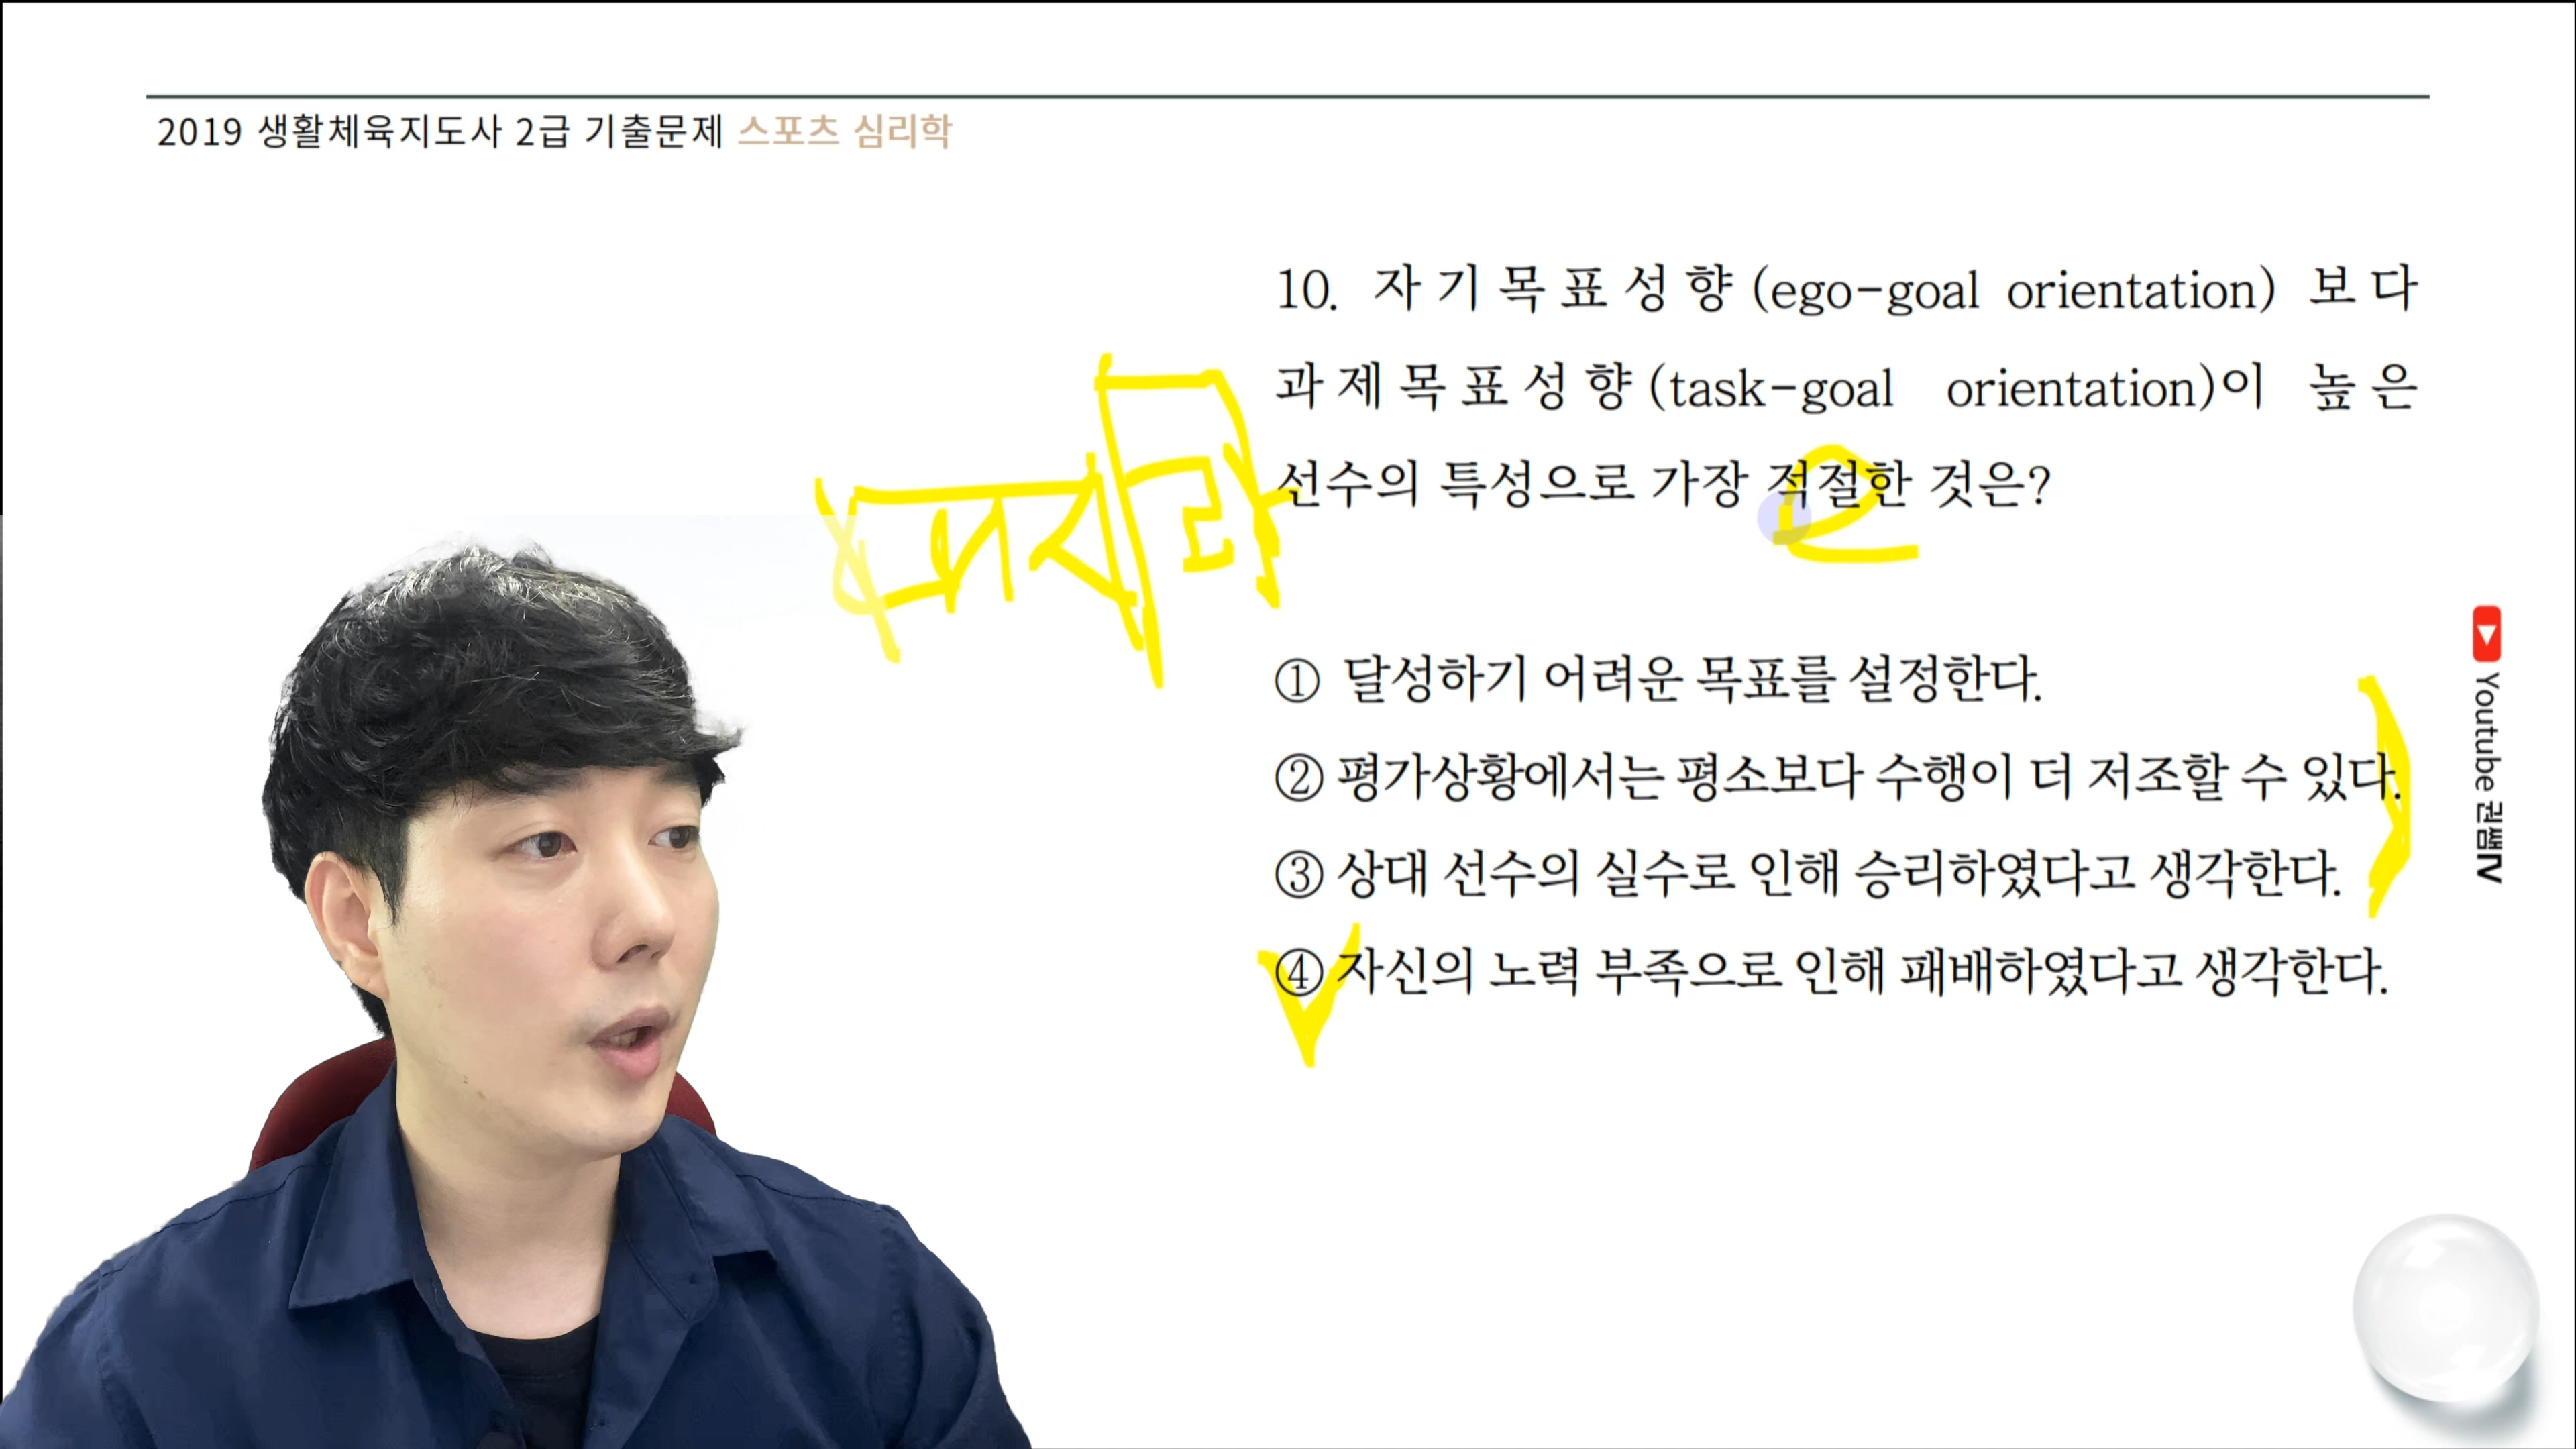 2019 생활체육지도사 2급 기출문제 스포츠 심리학
10. 자기목표성향(ego-goal orientation) 보다
과제목표성향(task-goal orientation)이 높은
선수의 특성으로 가장 적절한 것은?
① 달성하기 어려운 목표를 설정한다.
② 평가상황에서는 평소보다 수행이 더 저조할 수 있다.
③ 상대 선수의 실수로 인해 승리하였다고 생각한다.
④ 자신의 노력 부족으로 인해 패배하였다고 생각한다.
Youtube 권쌤TV